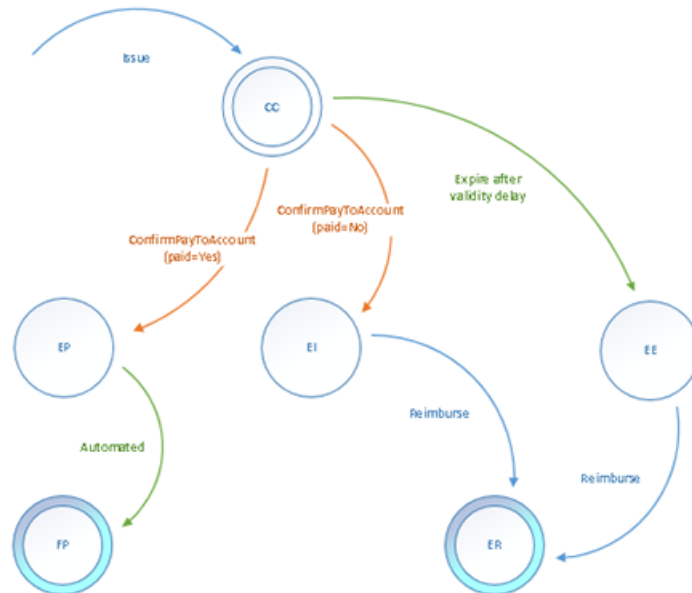 Issue
CC
Expire after
validity delay
ConfirmPayToAccount
(paid=No)
ConfirmPayToAccount
(paid=Yes)
EP
EI
EE
Reimburse
Automated
Reimburse
FP
ER